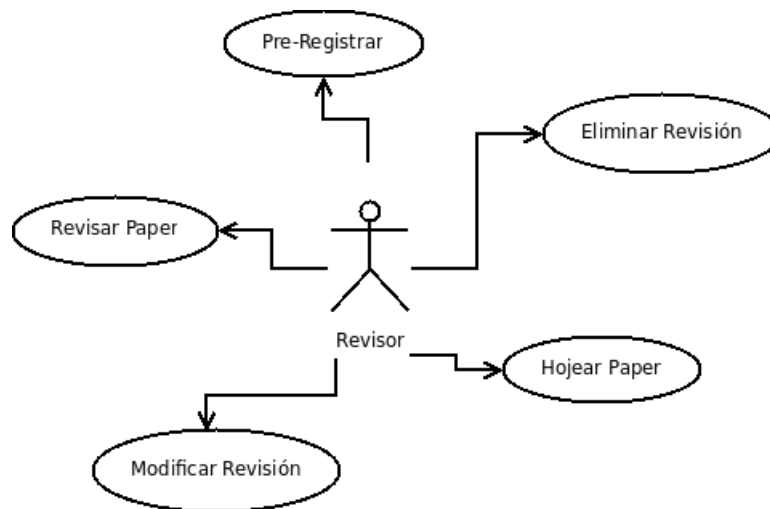 Pre-Registrar
Eliminar Revisión
Revisar Paper
Revisor
Hojear Paper
Modificar Revisión